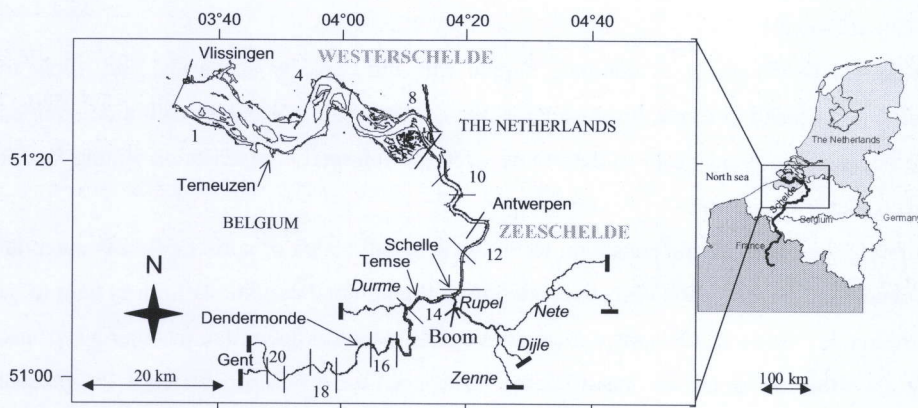 03°40 04°00 04°20 04°40
Vlissingen
WESTERSCHELDE
4
8
1
THE NETHERLANDS
51°20
Terneuzen
10
Antwerpen
BELGIUM
ZEESCHELDE
12
Schelle
Temse
N
Durme
14
Rupel
Nete
Dendermonde
Boom
Dijle
Gent
20
16
18
Zenne
51°00
20 km
The Netherlands
North sea
Scheldt
Belgium
Germany
France
100 km